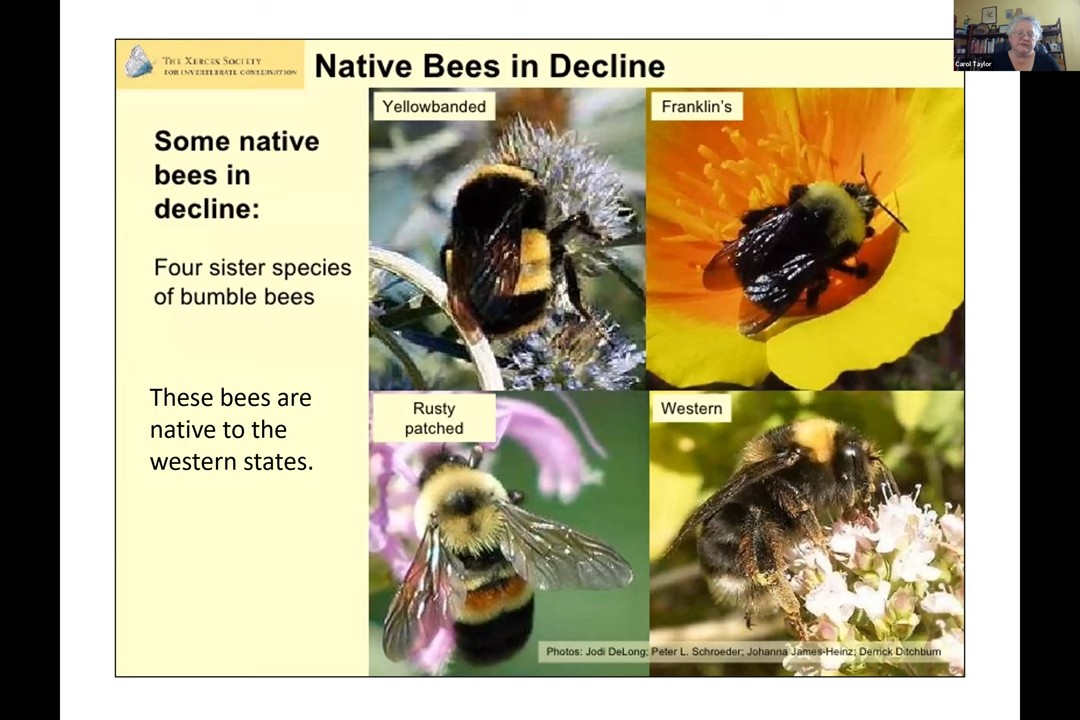 THE XERCES SOCIETY
FOR INVERTEBRATE CONSERVATION
Native Bees in Decline
Carol Taylor
Some native
bees in
decline:
Four sister species
of bumble bees
These bees are
native to the
western states.
Yellowbanded
Franklin's
Rusty
patched
Western
Photos: Jodi DeLong; Peter L. Schroeder; Johanna James-Heinz; Derrick Ditchburn